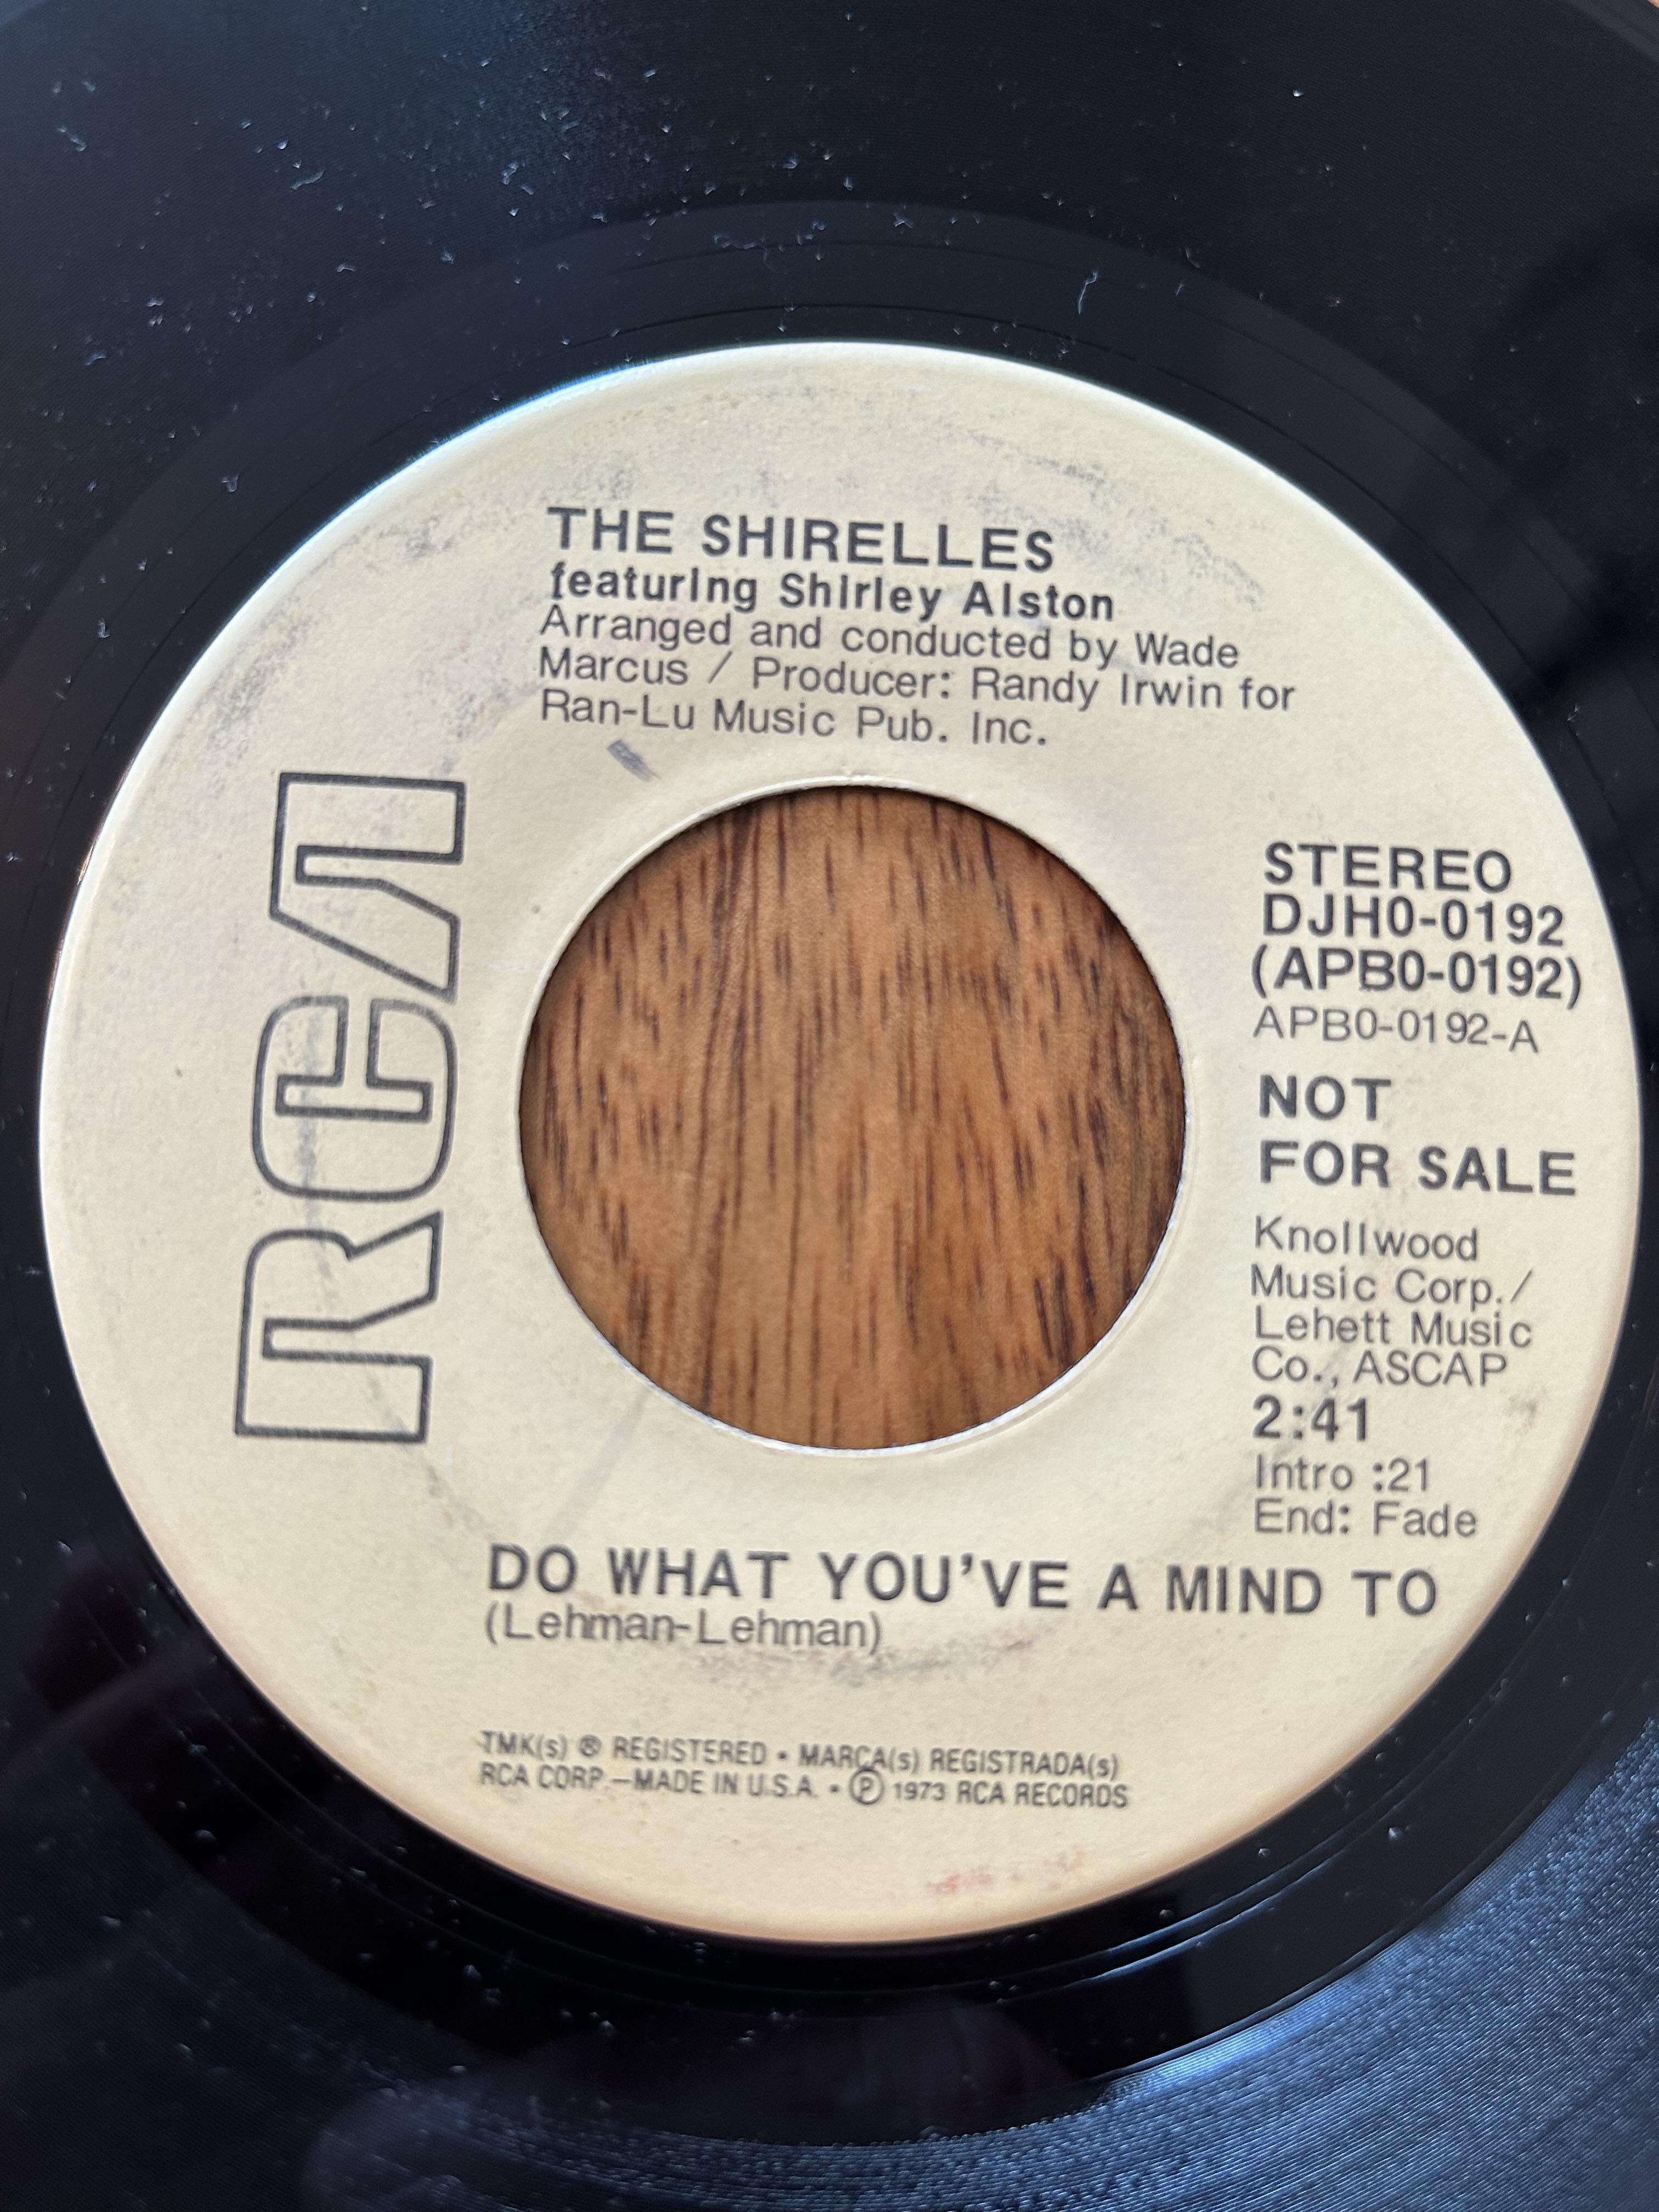 THE SHIRELLES
featuring Shirley Alston
Arranged and conducted by Wade
Marcus / Producer: Randy Irwin for
Ran-Lu Music Pub. Inc.
RCA
STEREO
DJH0-0192
(APB0-0192)
APB0-0192-A
NOT
FOR SALE
Knollwood
Music Corp./
Lehett Music
Co., ASCAP
2:41
Intro :21
End: Fade
DO WHAT YOU'VE A MIND TO
(Lehman-Lehman)
TMK(s) ® REGISTERED • MARCA(s) REGISTRADA(s)
RCA CORP.—MADE IN U.S.A. • ℗ 1973 RCA RECORDS